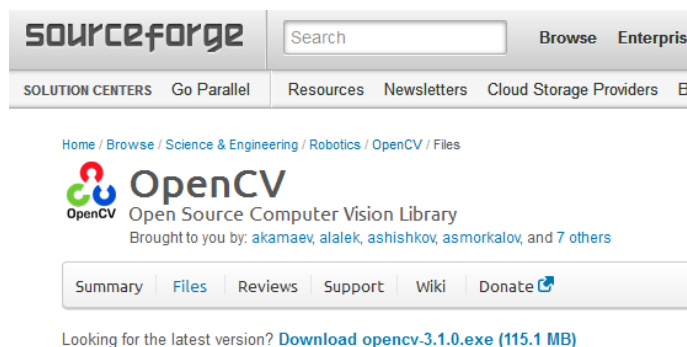 sourceforge
Search
Browse Enterpris
SOLUTION CENTERS Go Parallel Resources Newsletters Cloud Storage Providers B
Home / Browse / Science & Engineering / Robotics / OpenCV / Files
OpenCV
OpenCV
Open Source Computer Vision Library
Brought to you by: akamaev, alalek, ashishkov, asmorkalov, and 7 others
Summary Files Reviews Support Wiki Donate
Looking for the latest version? Download opencv-3.1.0.exe (115.1 MB)